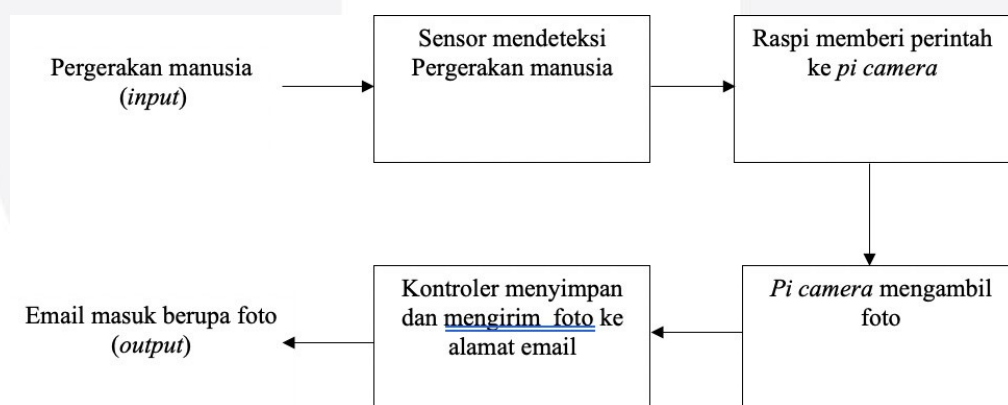 Pergerakan manusia
(input)
Sensor mendeteksi
Pergerakan manusia
Raspi memberi perintah
ke pi camera
Pi camera mengambil
foto
Kontroler menyimpan
dan mengirim  foto ke
alamat email
Email masuk berupa foto
(output)